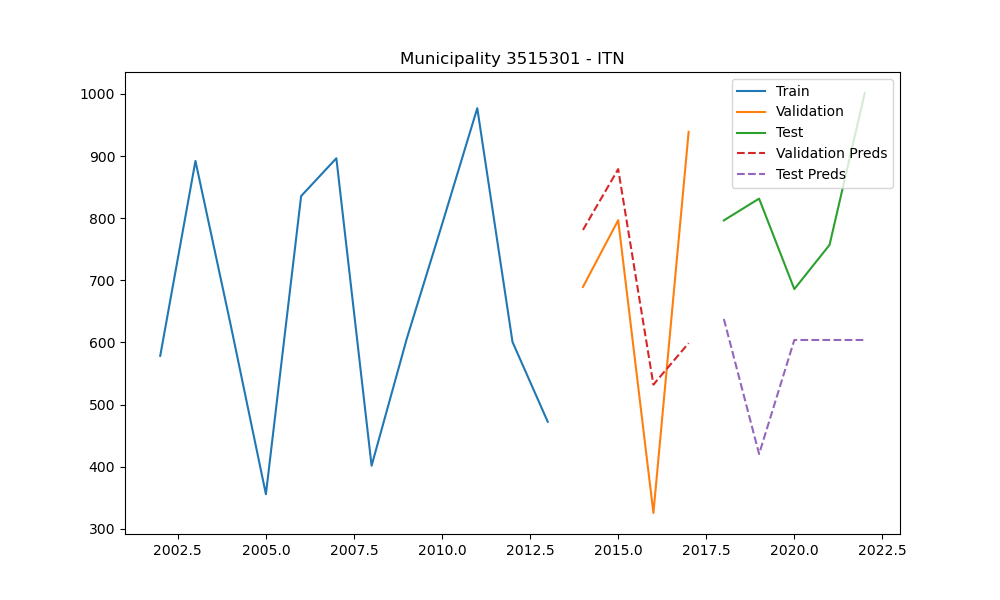 Municipality 3515301 - ITN
Train
Validation
Test
Validation Preds
Test Preds
1000
900
800
700
600
500
400
300
2002.5 2005.0 2007.5 2010.0 2012.5 2015.0 2017.5 2020.0 2022.5